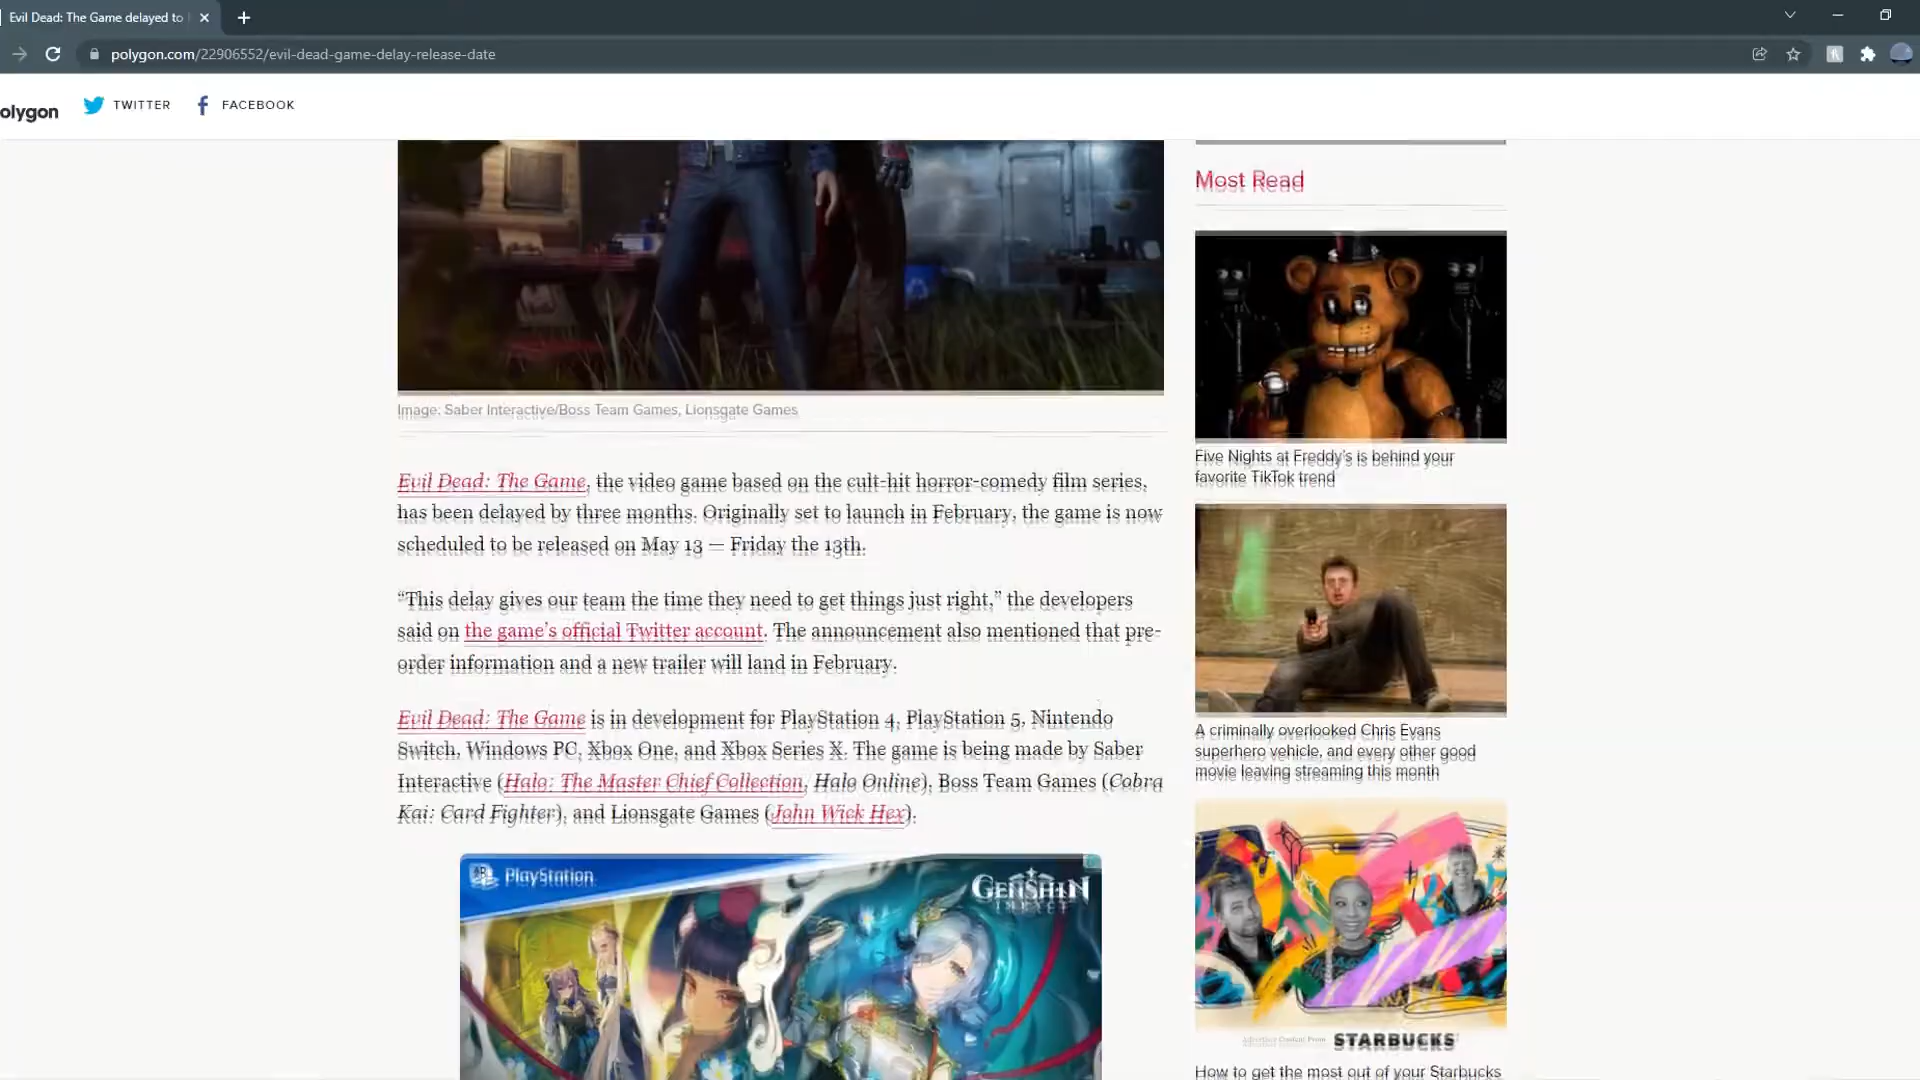 Evil Dead: The Game delayed to
polygon.com/22906552/evil-dead-game-delay-release-date
olygon
TWITTER
FACEBOOK
Image: Saber Interactive/Boss Team Games, Lionsgate Games
Evil Dead: The Game, the video game based on the cult-hit horror-comedy film series,
has been delayed by three months. Originally set to launch in February, the game is now
scheduled to be released on May 13 — Friday the 13th.
“This delay gives our team the time they need to get things just right,” the developers
said on the game’s official Twitter account. The announcement also mentioned that pre-
order information and a new trailer will land in February.
Evil Dead: The Game is in development for PlayStation 4, PlayStation 5, Nintendo
Switch, Windows PC, Xbox One, and Xbox Series X. The game is being made by Saber
Interactive (Halo: The Master Chief Collection, Halo Online), Boss Team Games (Cobra
Kai: Card Fighter), and Lionsgate Games (John Wick Hex).
PlayStation
GENSHIN
IMPACT
Most Read
Five Nights at Freddy’s is behind your
favorite TikTok trend
A criminally overlooked Chris Evans
superhero vehicle, and every other good
movie leaving streaming this month
Advertiser Content From STARBUCKS
How to get the most out of your Starbucks